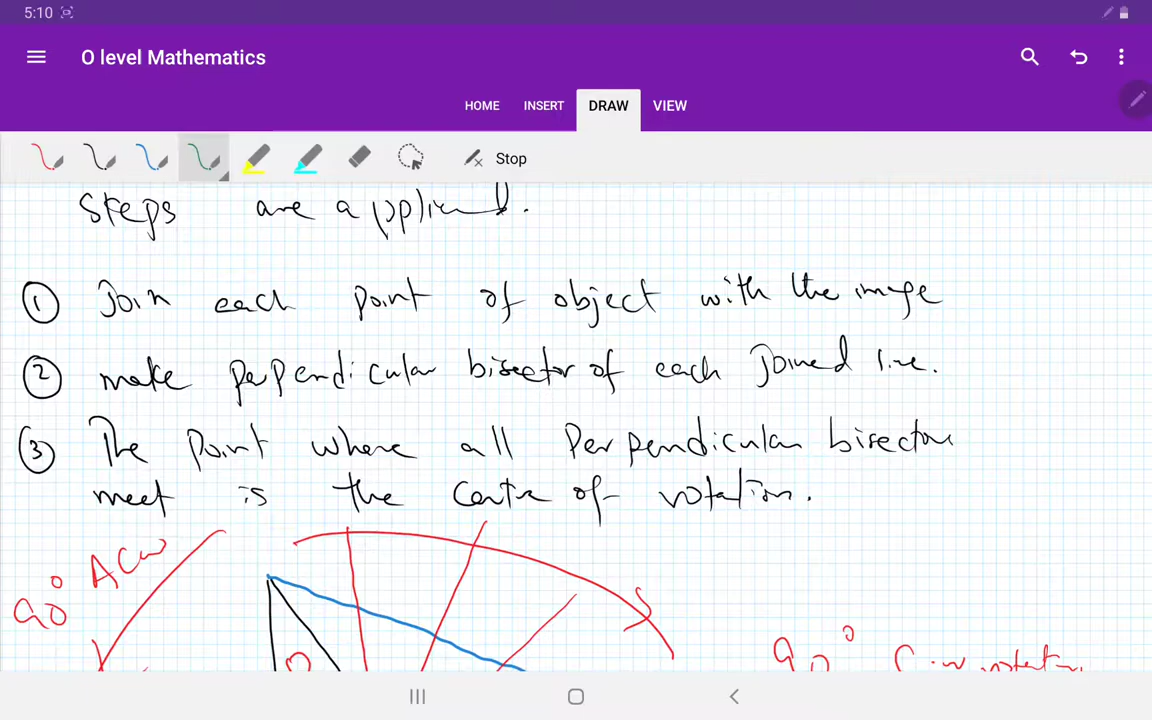 5:10
O level Mathematics
HOME INSERT DRAW VIEW
Stop
steps are applied.
① Join each point of object with the image
② make perpendicular bisector of each joined line.
③ The Point where all Perpendicular bisector
meet is the centre of rotation.
90° ACW
90° C.w rotation